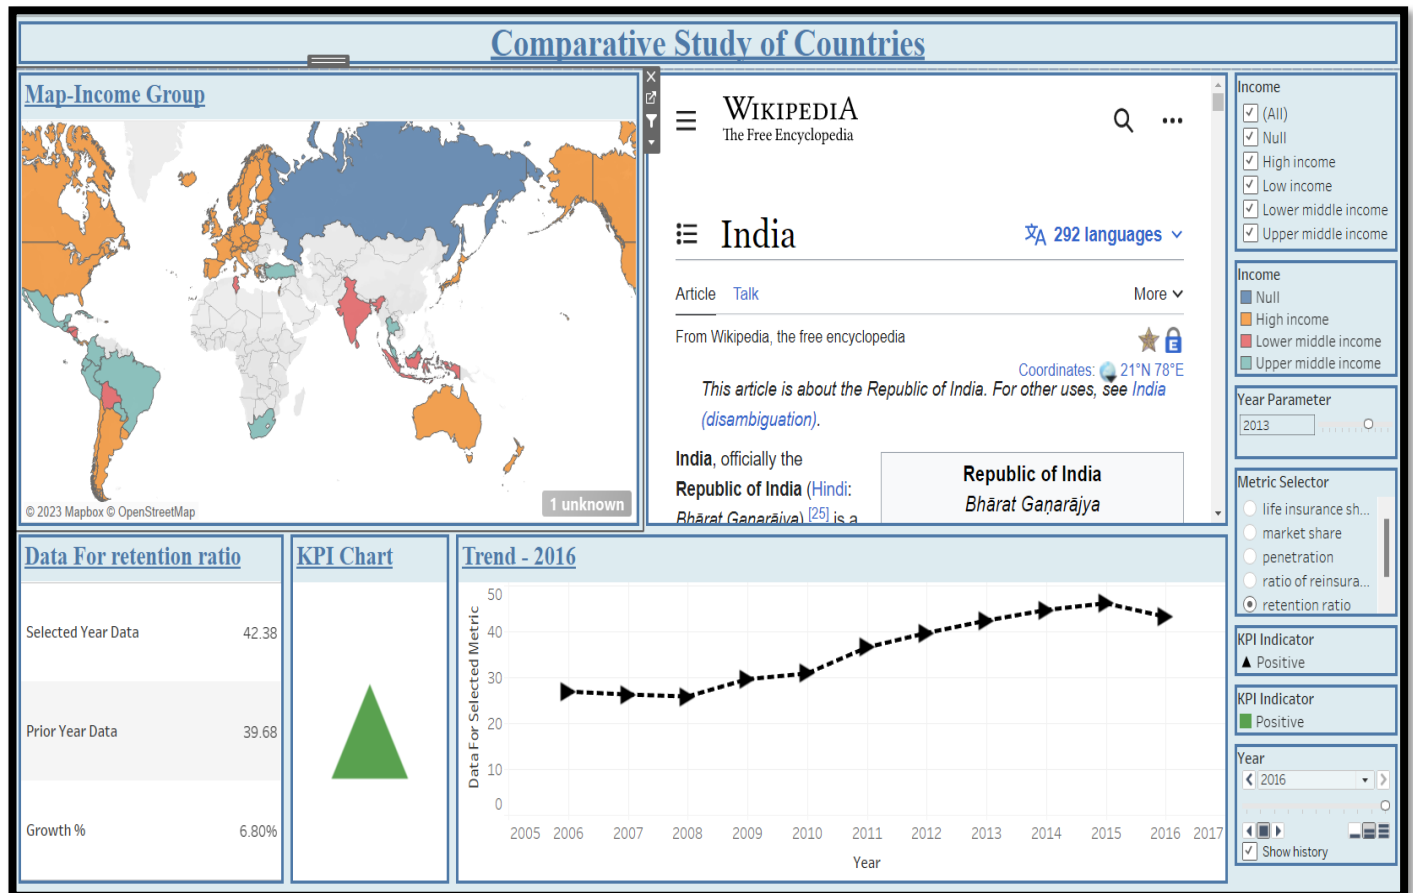 Comparative Study of Countries
Map-Income Group
© 2023 Mapbox © OpenStreetMap
1 unknown
WIKIPEDIA
The Free Encyclopedia
India
292 languages
Article Talk More
From Wikipedia, the free encyclopedia
Coordinates: 21°N 78°E
This article is about the Republic of India. For other uses, see India
(disambiguation).
India, officially the
Republic of India (Hindi:
Bhārat Gaṇarājya) [25] is a
Republic of India
Bhārat Gaṇarājya
Income
(All)
Null
High income
Low income
Lower middle income
Upper middle income
Income
Null
High income
Lower middle income
Upper middle income
Year Parameter
2013
Metric Selector
life insurance sh...
market share
penetration
ratio of reinsura...
retention ratio
KPI Indicator
Positive
KPI Indicator
Positive
Year
2016
Show history
Data For retention ratio
Selected Year Data 42.38
Prior Year Data 39.68
Growth % 6.80%
KPI Chart
Trend - 2016
Data For Selected Metric
50
40
30
20
10
0
2005 2006 2007 2008 2009 2010 2011 2012 2013 2014 2015 2016 2017
Year